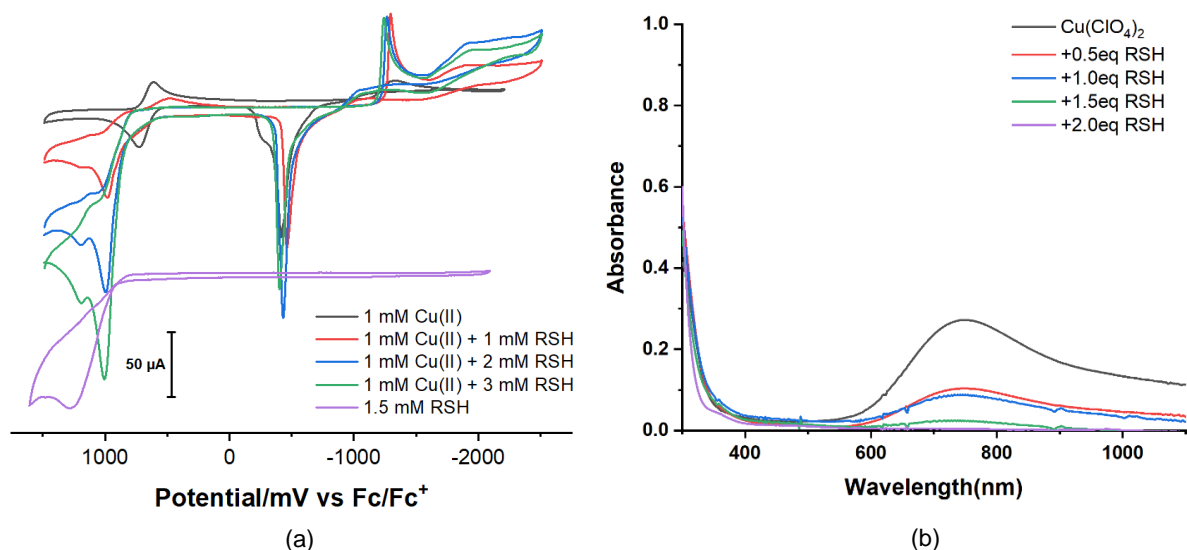 50 µA
1 mM Cu(II)
1 mM Cu(II) + 1 mM RSH
1 mM Cu(II) + 2 mM RSH
1 mM Cu(II) + 3 mM RSH
1.5 mM RSH
1000 0 -1000 -2000
Potential/mV vs Fc/Fc⁺
(a)
1.0
0.8
0.6
0.4
0.2
0.0
Absorbance
Cu(ClO₄)₂
+0.5eq RSH
+1.0eq RSH
+1.5eq RSH
+2.0eq RSH
400 600 800 1000
Wavelength(nm)
(b)